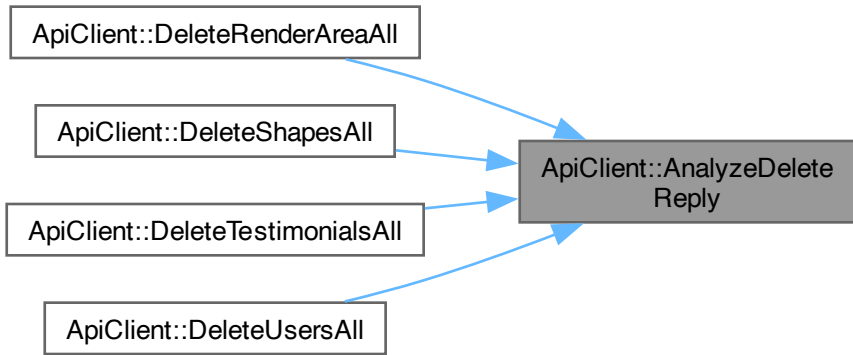 ApiClient::DeleteRenderAreaAll
ApiClient::DeleteShapesAll
ApiClient::AnalyzeDelete
Reply
ApiClient::DeleteTestimonialsAll
ApiClient::DeleteUsersAll